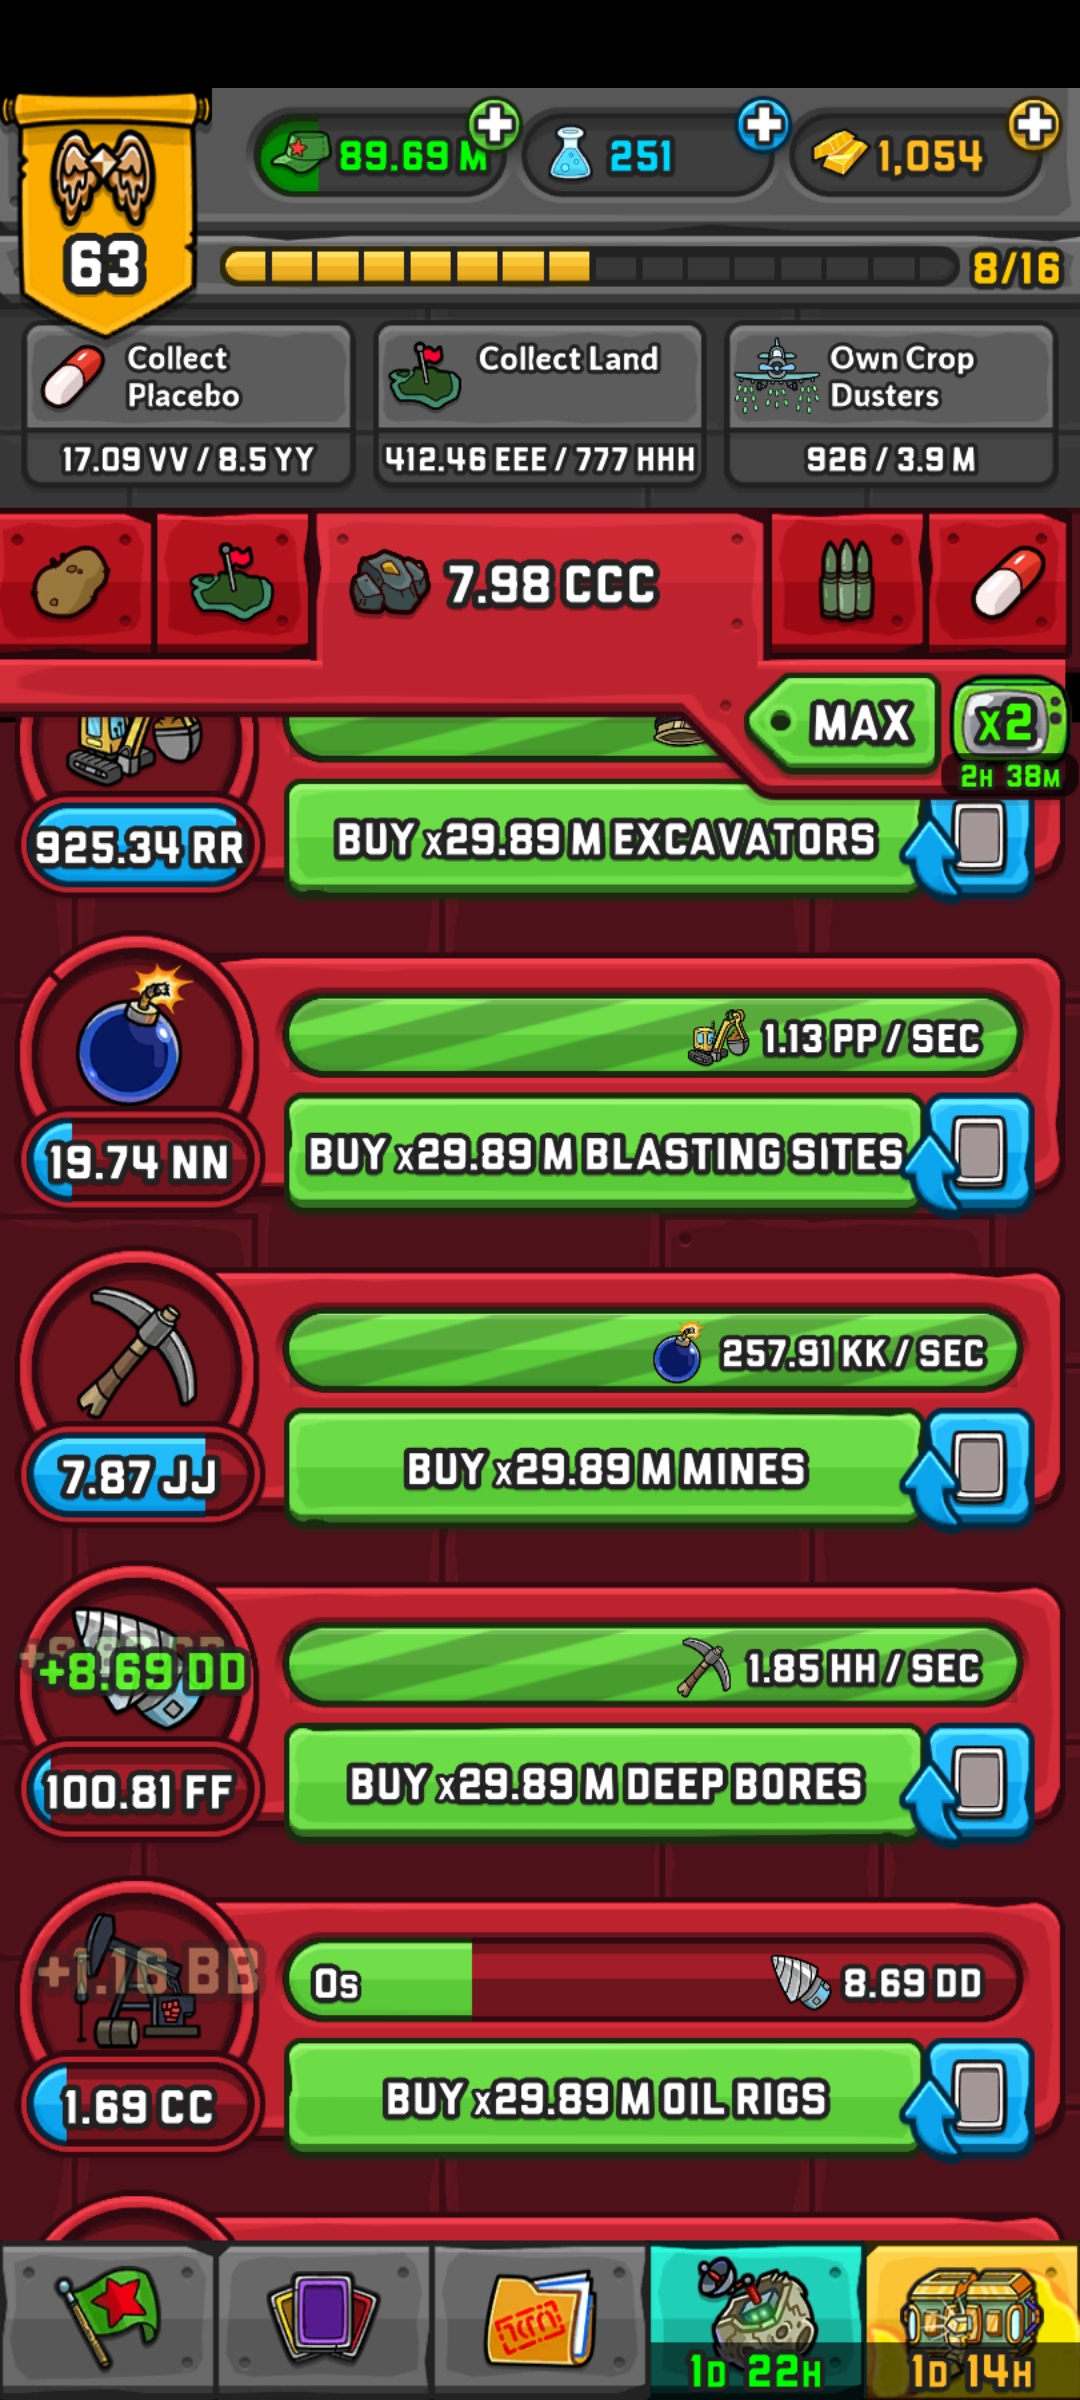 89.69 M
251
1,054
63
8/16
Collect
Placebo
17.09 VV / 8.5 YY
Collect Land
412.46 EEE / 777 HHH
Own Crop
Dusters
926 / 3.9 M
7.98 CCC
MAX
x2
2H 38M
925.34 RR
BUY x29.89 M EXCAVATORS
1.13 PP / SEC
19.74 NN
BUY x29.89 M BLASTING SITES
257.91 KK / SEC
7.87 JJ
BUY x29.89 M MINES
+8.69 DD
1.85 HH / SEC
100.81 FF
BUY x29.89 M DEEP BORES
+1.16 BB
0s
8.69 DD
1.69 CC
BUY x29.89 M OIL RIGS
1D 22H
1D 14H